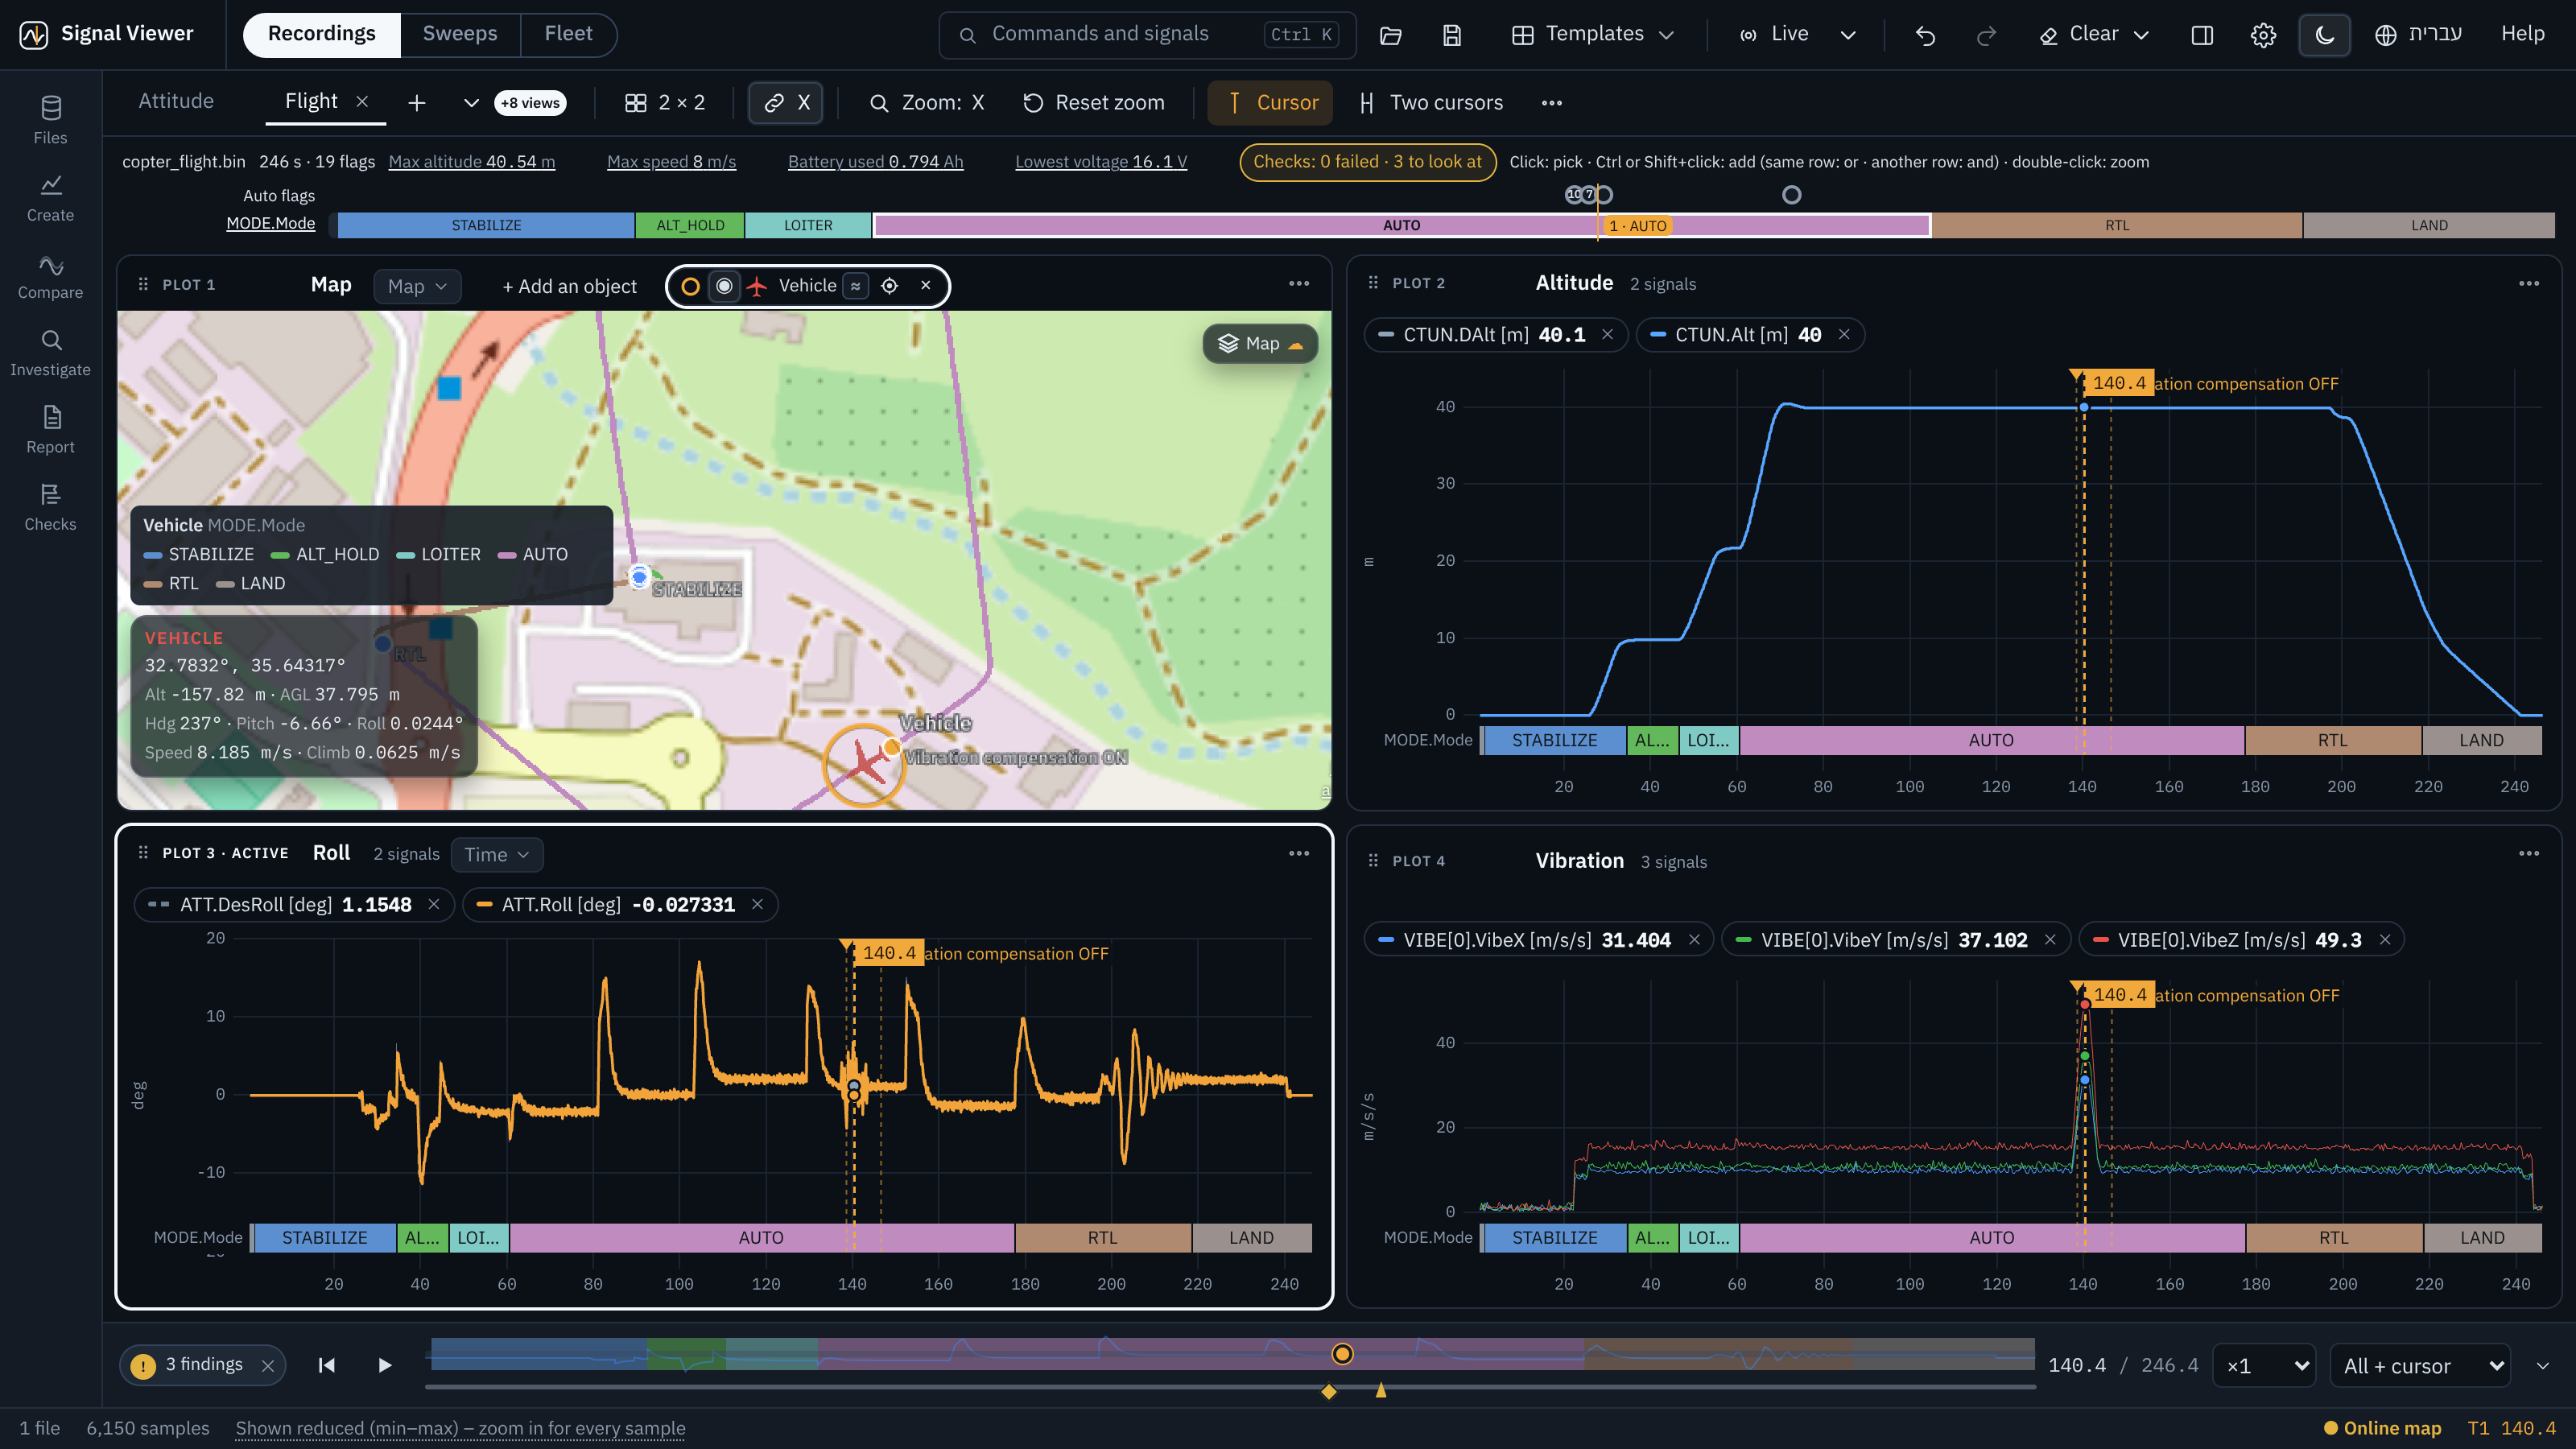 Signal Viewer
Recordings Sweeps Fleet
Commands and signals Ctrl K
Templates Live Clear עברית Help
Attitude Flight +8 views 2 × 2 X Zoom: X Reset zoom Cursor Two cursors
Files
Create
Compare
Investigate
Report
Checks
copter_flight.bin 246 s · 19 flags Max altitude 40.54 m Max speed 8 m/s Battery used 0.794 Ah Lowest voltage 16.1 V Checks: 0 failed · 3 to look at Click: pick · Ctrl or Shift+click: add (same row: or · another row: and) · double-click: zoom
Auto flags 10 7
MODE.Mode STABILIZE ALT_HOLD LOITER AUTO 1 · AUTO RTL LAND
PLOT 1 Map Map + Add an object Vehicle
Map
Vehicle MODE.Mode
STABILIZE ALT_HOLD LOITER AUTO
RTL LAND
STABILIZE
VEHICLE
32.7832°, 35.64317°
Alt -157.82 m · AGL 37.795 m
Hdg 237° · Pitch -6.66° · Roll 0.0244°
Speed 8.185 m/s · Climb 0.0625 m/s
RTL
Vehicle
Vibration compensation ON
a
PLOT 2 Altitude 2 signals
CTUN.DAlt [m] 40.1 CTUN.Alt [m] 40
140.4 ation compensation OFF
40
30
20
10
0
m
MODE.Mode STABILIZE AL... LOI... AUTO RTL LAND
20 40 60 80 100 120 140 160 180 200 220 240
PLOT 3 · ACTIVE Roll 2 signals Time
ATT.DesRoll [deg] 1.1548 ATT.Roll [deg] -0.027331
140.4 ation compensation OFF
20
10
0
-10
deg
MODE.Mode STABILIZE AL... LOI... AUTO RTL LAND
20 40 60 80 100 120 140 160 180 200 220 240
PLOT 4 Vibration 3 signals
VIBE[0].VibeX [m/s/s] 31.404 VIBE[0].VibeY [m/s/s] 37.102 VIBE[0].VibeZ [m/s/s] 49.3
140.4 ation compensation OFF
40
20
0
m/s/s
MODE.Mode STABILIZE AL... LOI... AUTO RTL LAND
20 40 60 80 100 120 140 160 180 200 220 240
3 findings 140.4 / 246.4 ×1 All + cursor
1 file 6,150 samples Shown reduced (min–max) – zoom in for every sample Online map T1 140.4